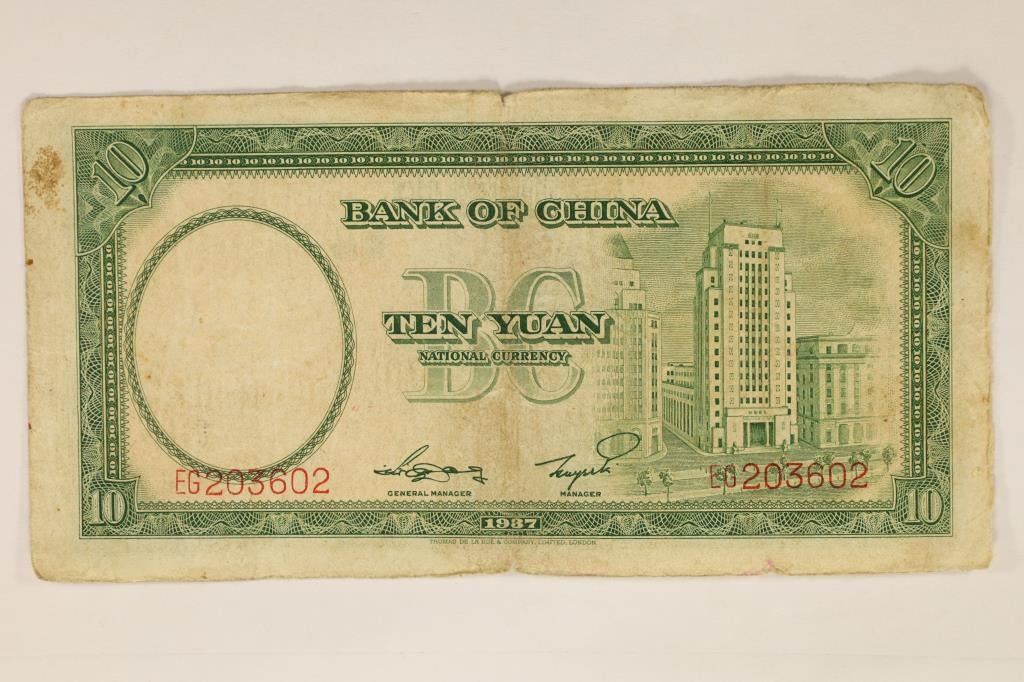 10 10
BANK OF CHINA
BC
TEN YUAN
NATIONAL CURRENCY
BC
EG203602 EG203602
GENERAL MANAGER MANAGER
10 1937 10
THOMAS DE LA RUE & COMPANY, LIMITED, LONDON.